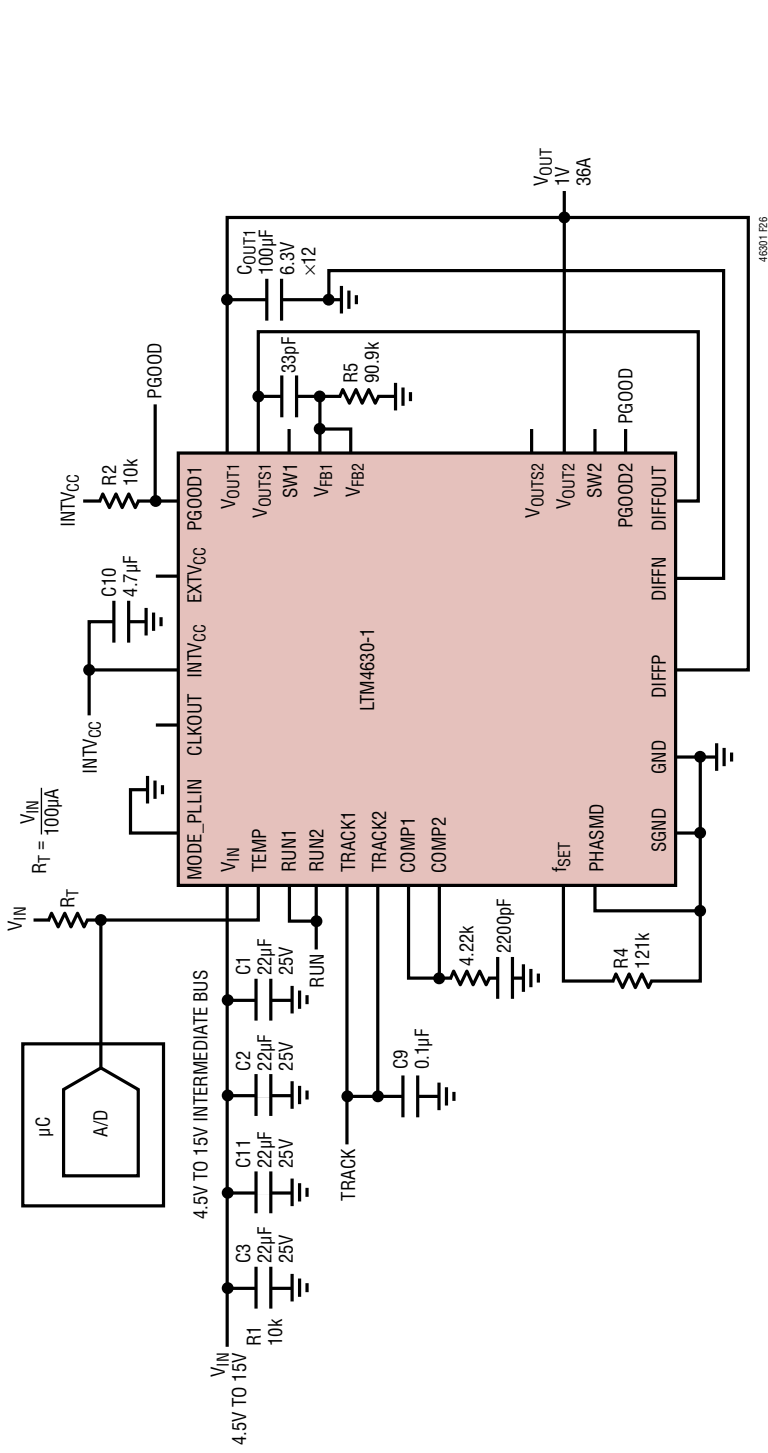 VIN
4.5V TO 15V
R1
10k
C3
22µF
25V
C11
22µF
25V
C2
22µF
25V
C1
22µF
25V
4.5V TO 15V INTERMEDIATE BUS
µC
A/D
VIN
RT
RT = VIN
100µA
INTVCC
C10
4.7µF
INTVCC
R2
10k
PGOOD
MODE_PLLIN
CLKOUT
INTVCC
EXTVCC
PGOOD1
VIN
TEMP
RUN1
RUN2
TRACK1
TRACK2
COMP1
COMP2
fSET
PHASMD
LTM4630-1
VOUT1
VOUTS1
SW1
VFB1
VFB2
VOUTS2
VOUT2
SW2
PGOOD2
SGND
GND
DIFFP
DIFFN
DIFFOUT
RUN
TRACK
C9
0.1µF
4.22k
2200pF
R4
121k
33pF
R5
90.9k
COUT1
100µF
6.3V
×12
PGOOD
VOUT
1V
36A
46301 F26